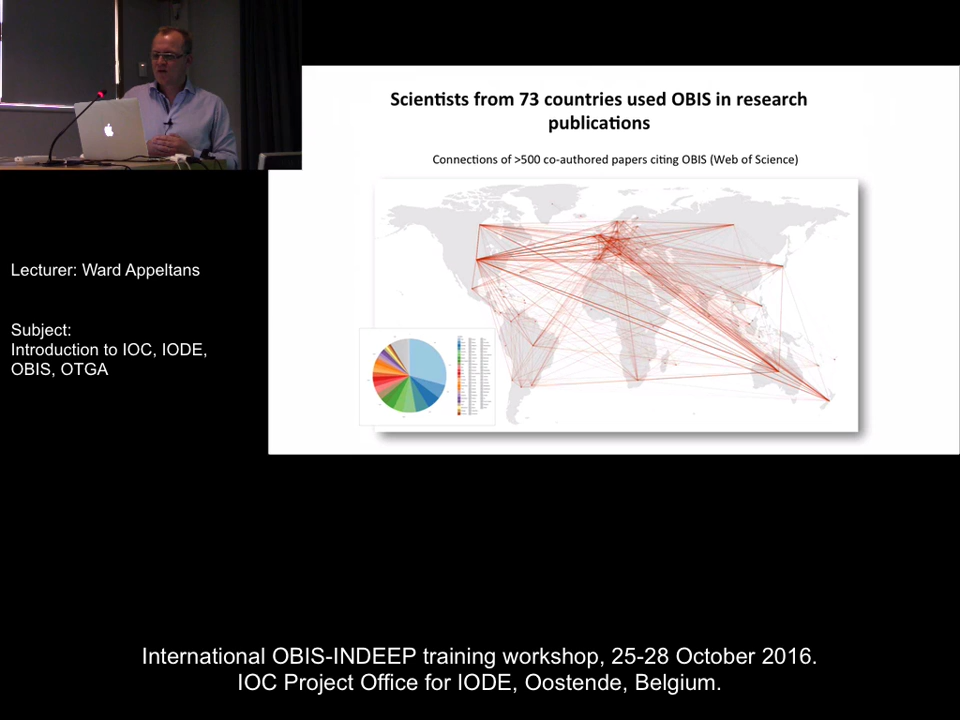 Scientists from 73 countries used OBIS in research
publications
Connections of >500 co-authored papers citing OBIS (Web of Science)
Lecturer: Ward Appeltans
Subject:
Introduction to IOC, IODE,
OBIS, OTGA
International OBIS-INDEEP training workshop, 25-28 October 2016.
IOC Project Office for IODE, Oostende, Belgium.